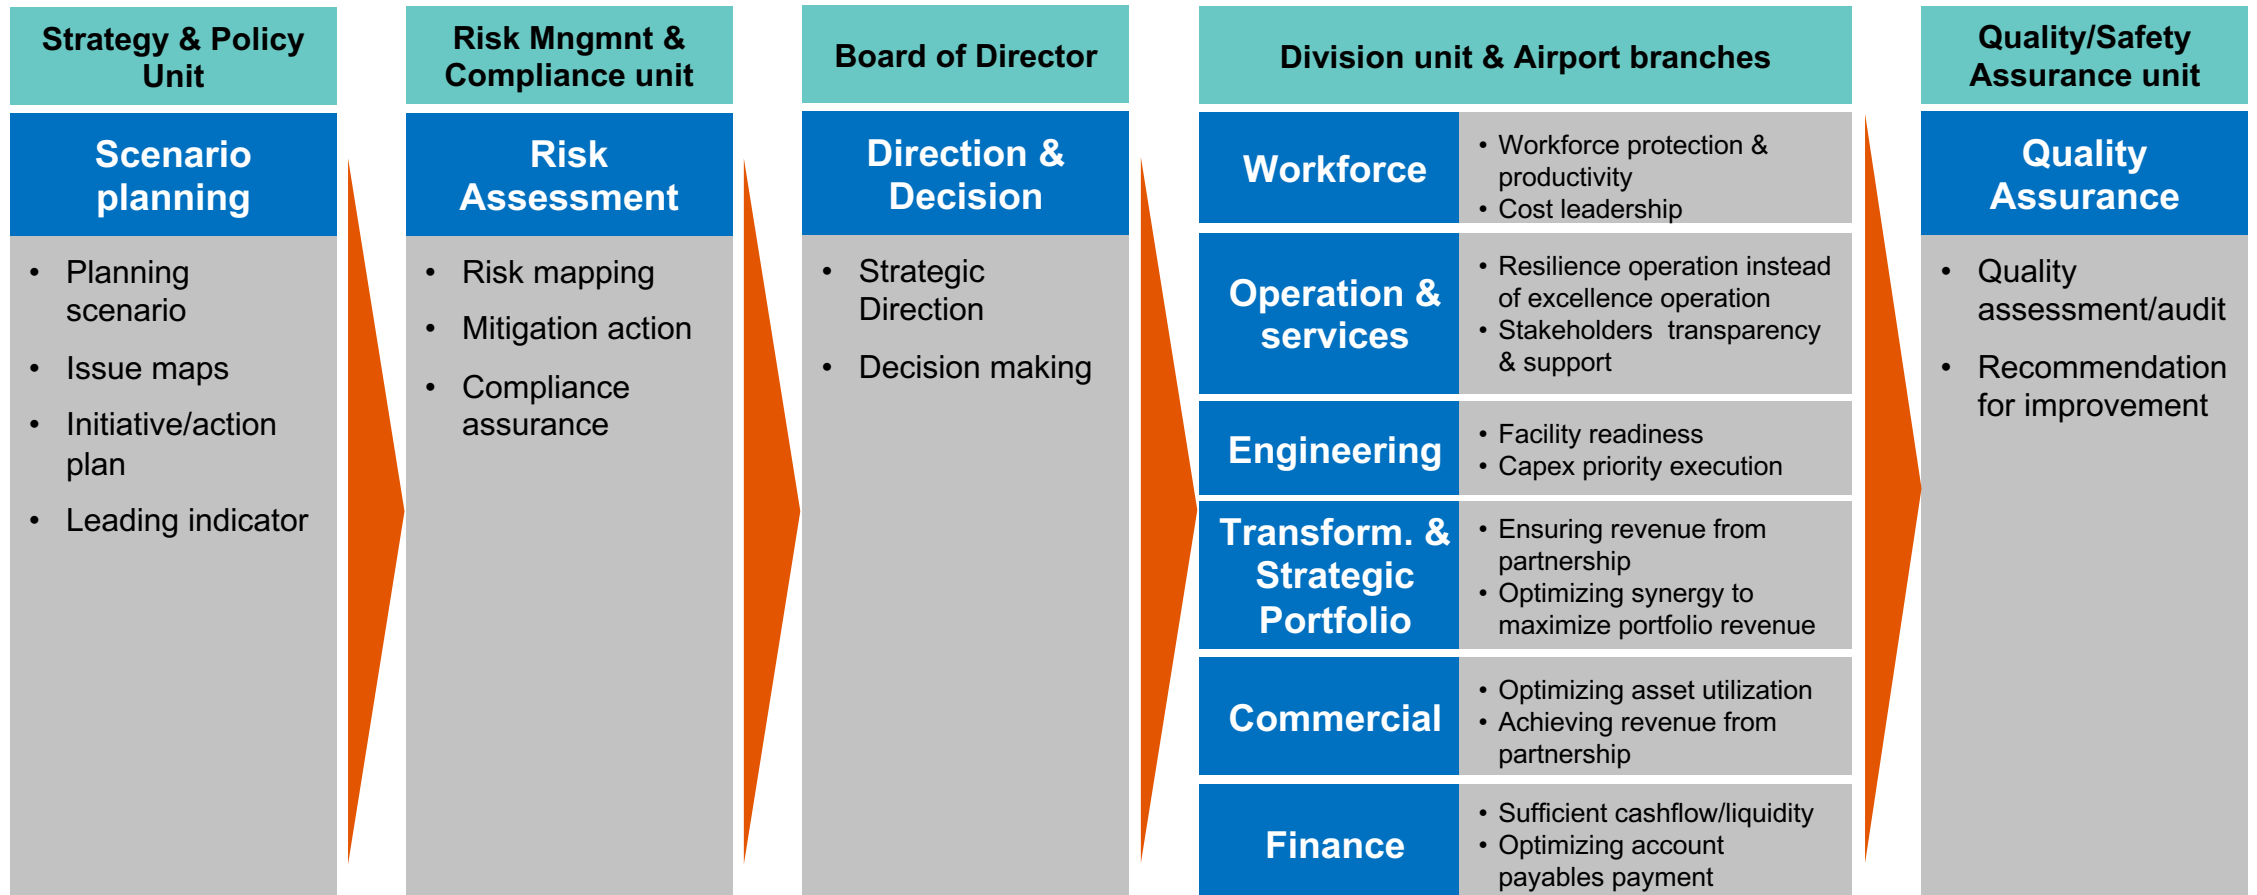 Strategy & Policy
Unit
Scenario
planning
• Planning
scenario
• Issue maps
• Initiative/action
plan
• Leading indicator
Risk Mngmnt &
Compliance unit
Risk
Assessment
• Risk mapping
• Mitigation action
• Compliance
assurance
Board of Director
Direction &
Decision
• Strategic
Direction
• Decision making
Division unit & Airport branches
Workforce
• Workforce protection &
productivity
• Cost leadership
Operation &
services
• Resilience operation instead
of excellence operation
• Stakeholders  transparency
& support
Engineering
• Facility readiness
• Capex priority execution
Transform. &
Strategic
Portfolio
• Ensuring revenue from
partnership
• Optimizing synergy to
maximize portfolio revenue
Commercial
• Optimizing asset utilization
• Achieving revenue from
partnership
Finance
• Sufficient cashflow/liquidity
• Optimizing account
payables payment
Quality/Safety
Assurance unit
Quality
Assurance
• Quality
assessment/audit
• Recommendation
for improvement